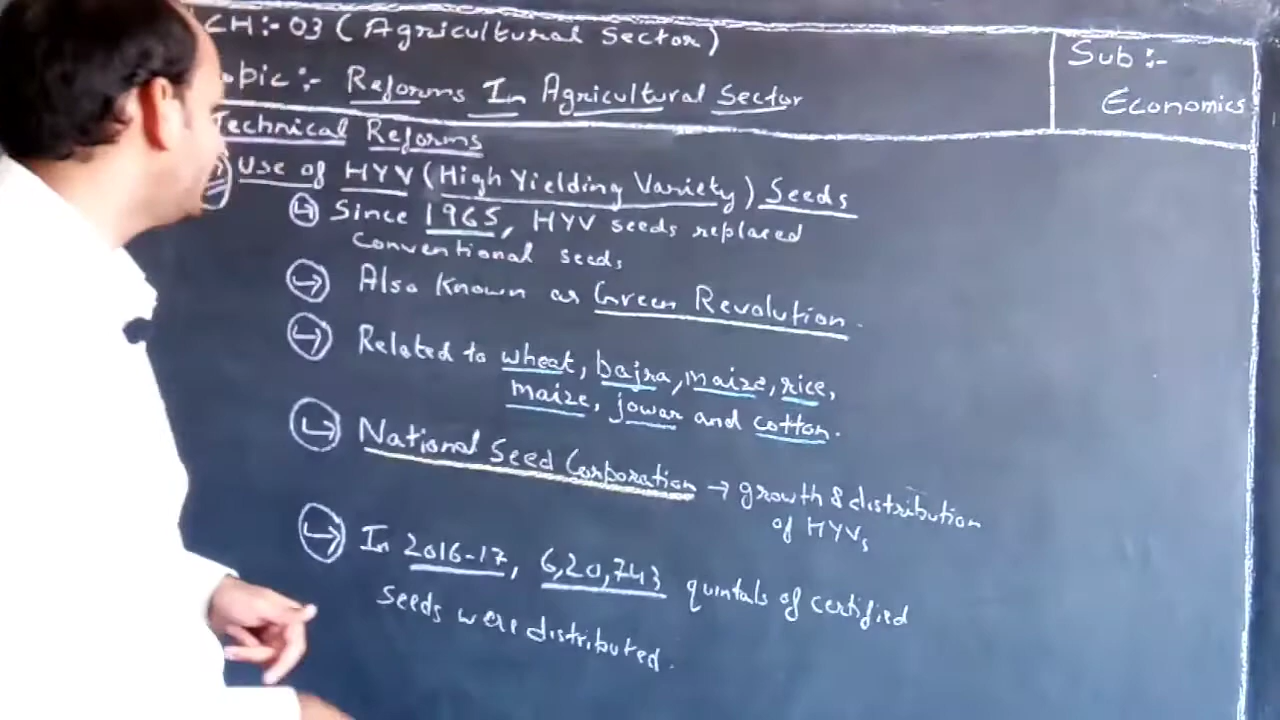 CH:- 03 (Agricultural Sector)
Sub :-
Economics
opic :- Reforms In Agricultural Sector
Technical Reforms
Use of HYV (High Yielding Variety) Seeds
↳ Since 1965, HYV seeds replaced
conventional seeds
↳ Also known as Green Revolution.
↳ Related to wheat, bajra, maize, rice,
maize, jowar and cotton.
↳ National Seed Corporation → growth & distribution
of HYVs
↳ In 2016-17, 6,20,743 quintals of certified
seeds were distributed.